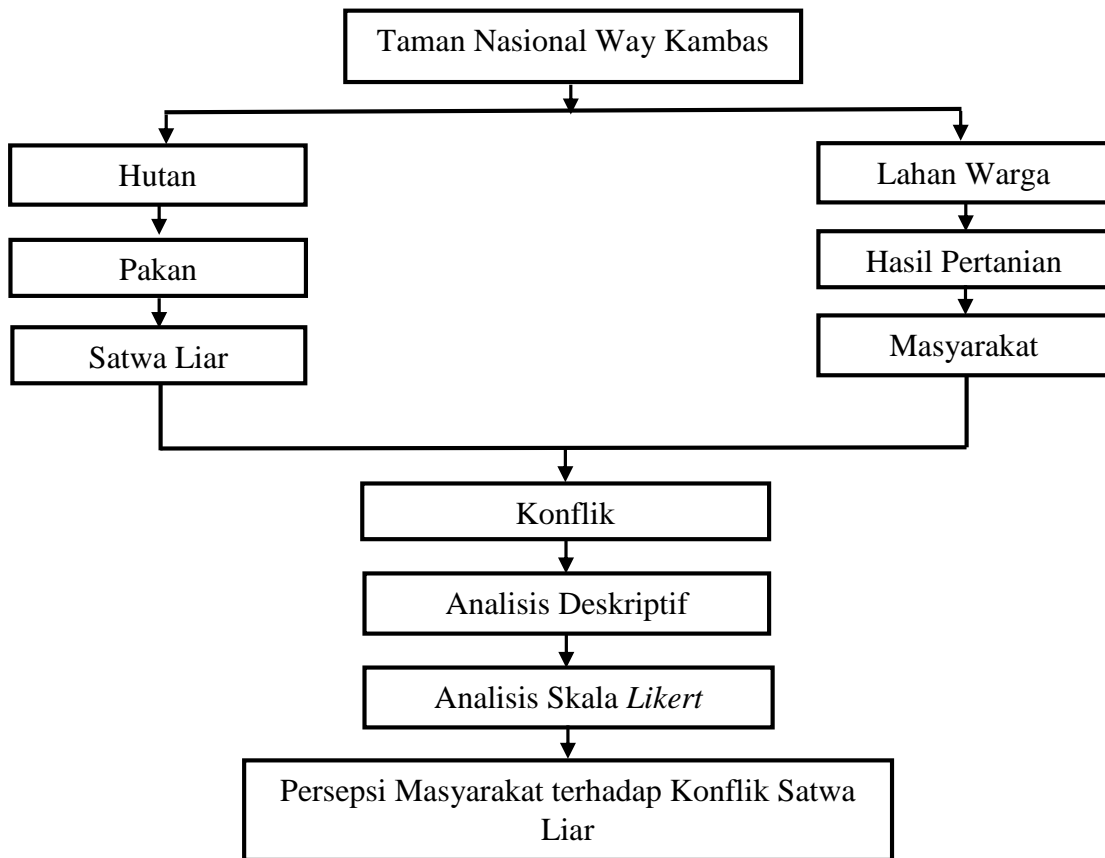 Taman Nasional Way Kambas
Hutan
Lahan Warga
Pakan
Hasil Pertanian
Satwa Liar
Masyarakat
Konflik
Analisis Deskriptif
Analisis Skala Likert
Persepsi Masyarakat terhadap Konflik Satwa
Liar